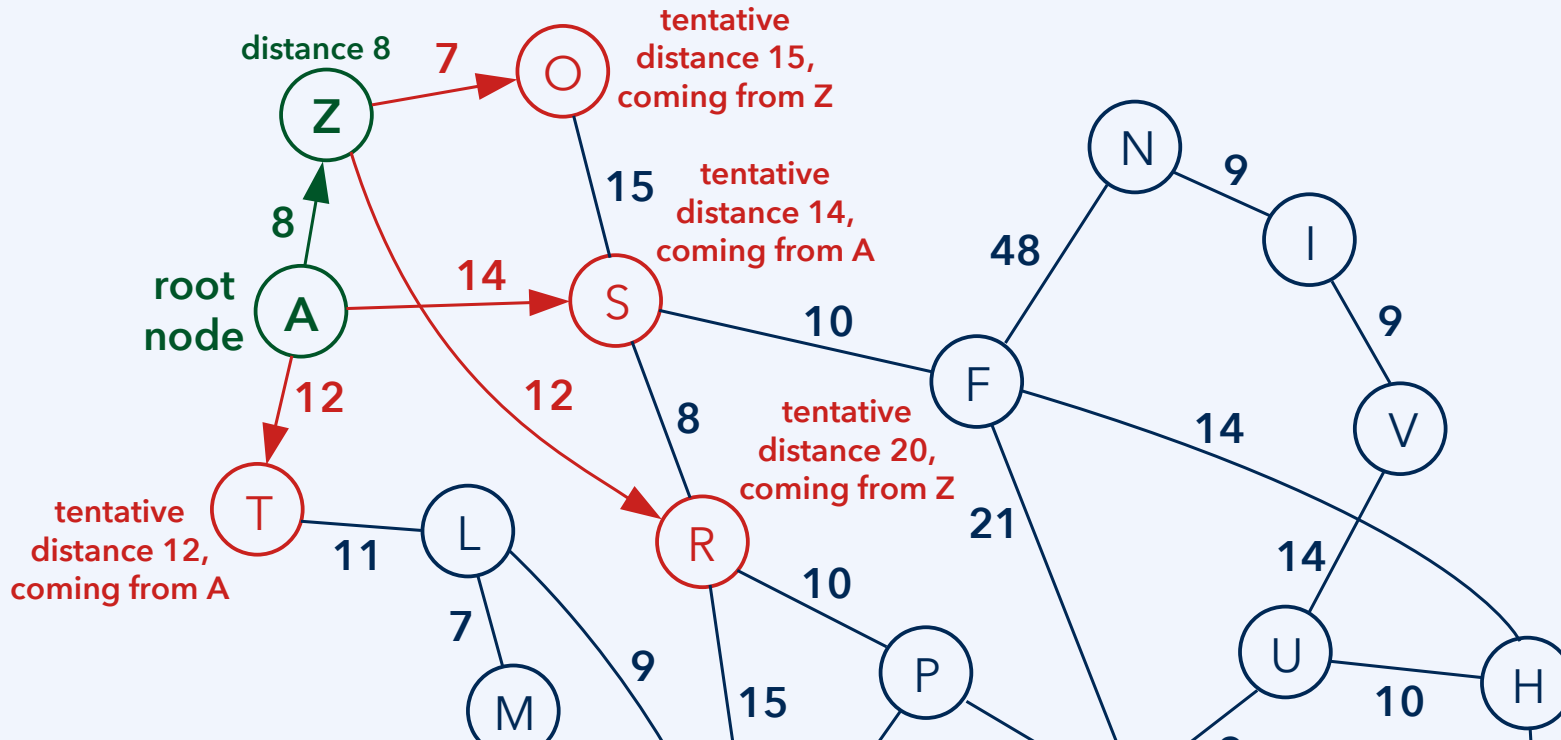 tentative
distance 15,
coming from Z
distance 8
7
O
Z
N
9
15
tentative
distance 14,
coming from A
8
I
48
root
node
A
14
S
10
9
F
12
12
8
tentative
distance 20,
coming from Z
14
V
T
tentative
distance 12,
coming from A
11
L
R
21
14
10
7
9
15
P
U
10
H
M